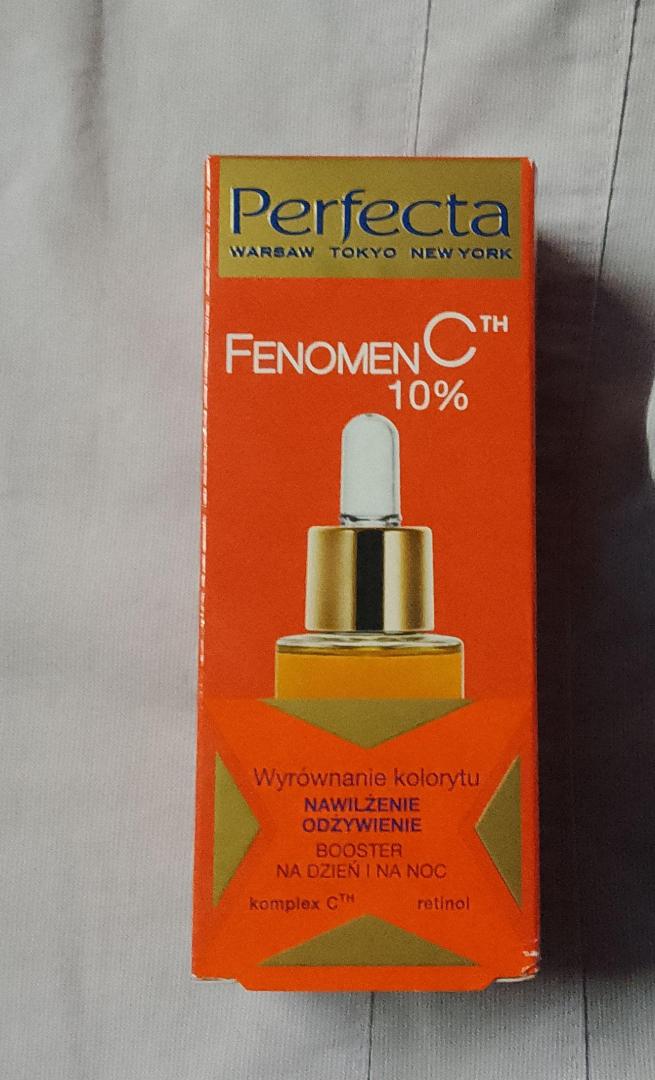 Perfecta
WARSAW TOKYO NEW YORK
FENOMEN C TH
10%
Wyrównanie kolorytu
NAWILŻENIE
ODŻYWIENIE
BOOSTER
NA DZIEŃ I NA NOC
komplex CTH retinol